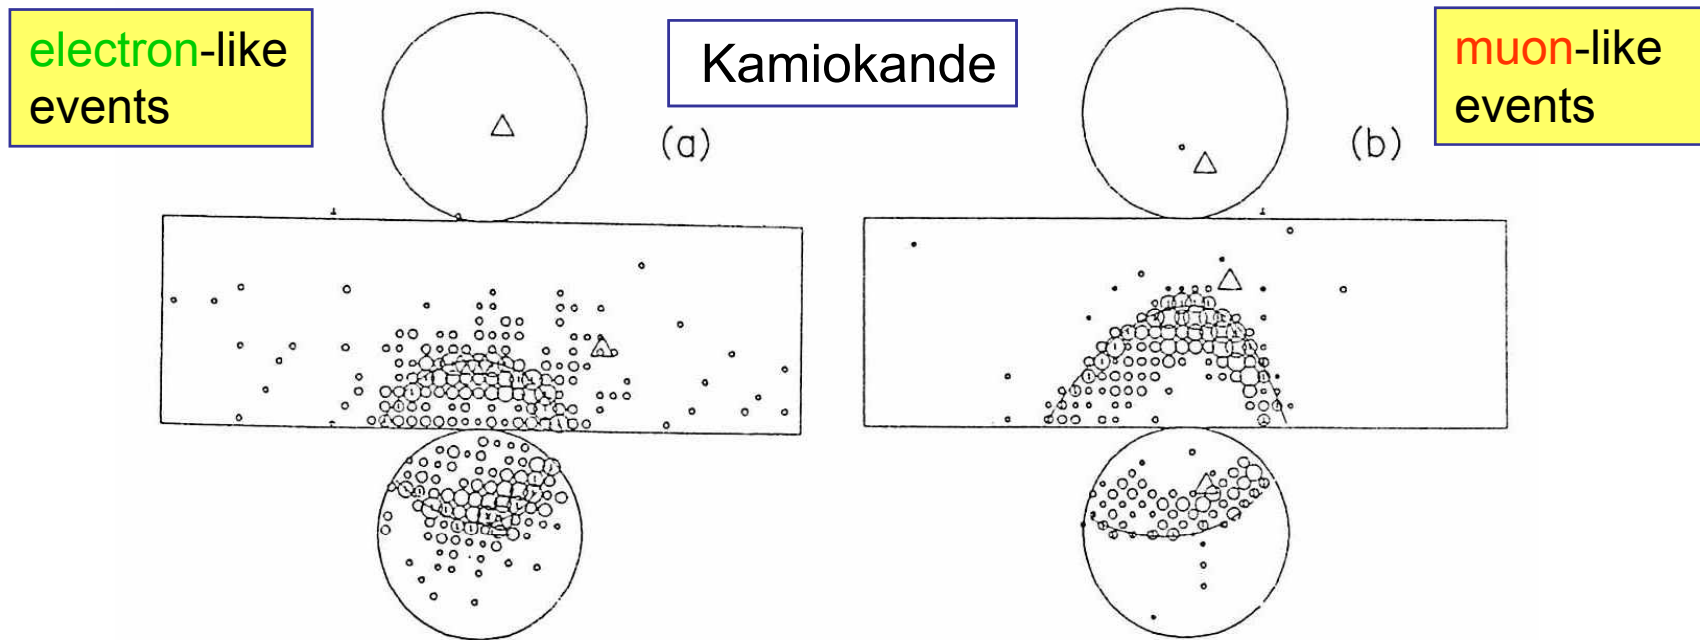 electron-like
events
Kamiokande
muon-like
events
(a)
(b)